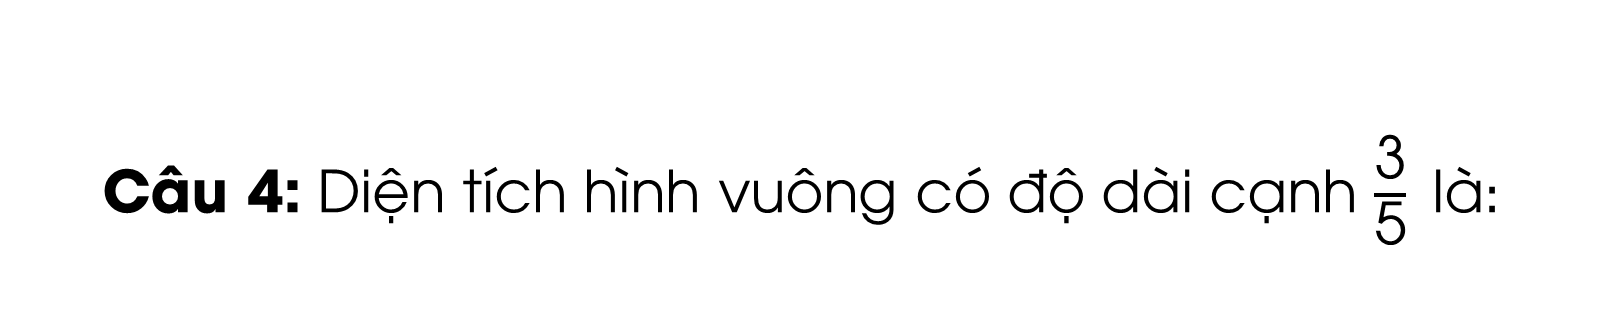 Câu 4: Diện tích hình vuông có độ dài cạnh 3/5 là: